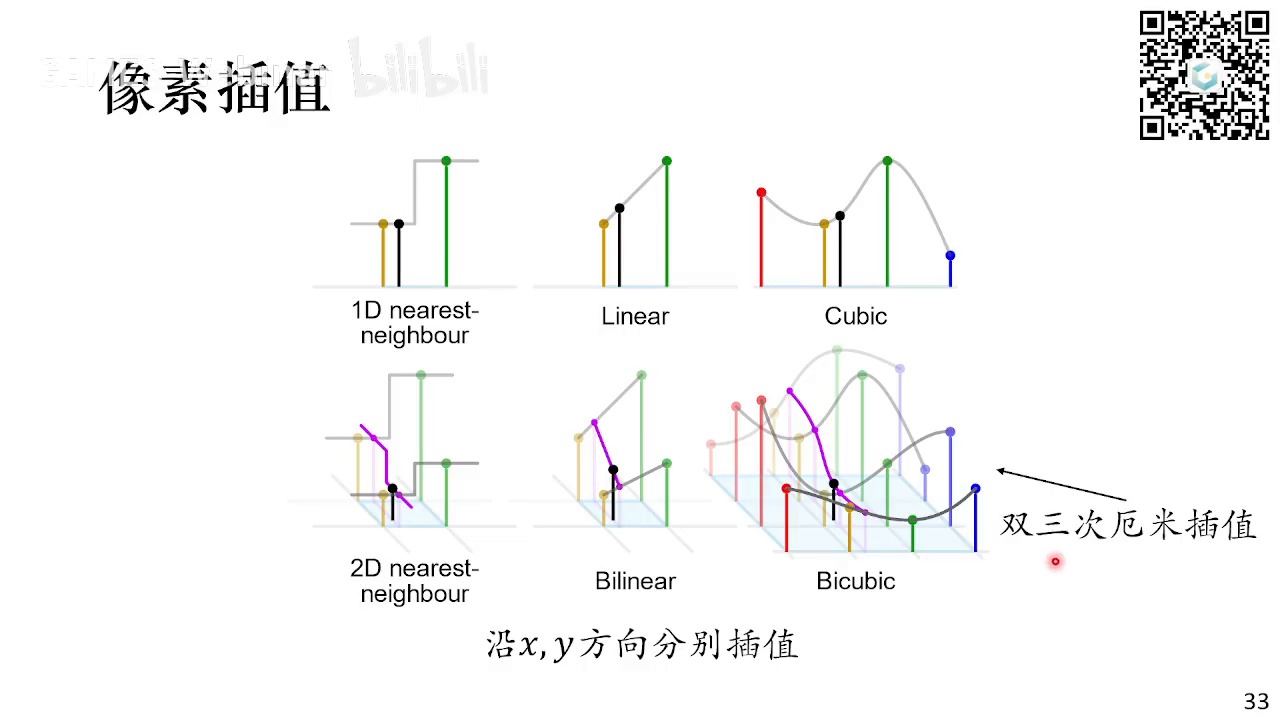 像素插值
bilibili
1D nearest-
neighbour
Linear
Cubic
2D nearest-
neighbour
Bilinear
Bicubic
双三次厄米插值
沿x,y方向分别插值
33